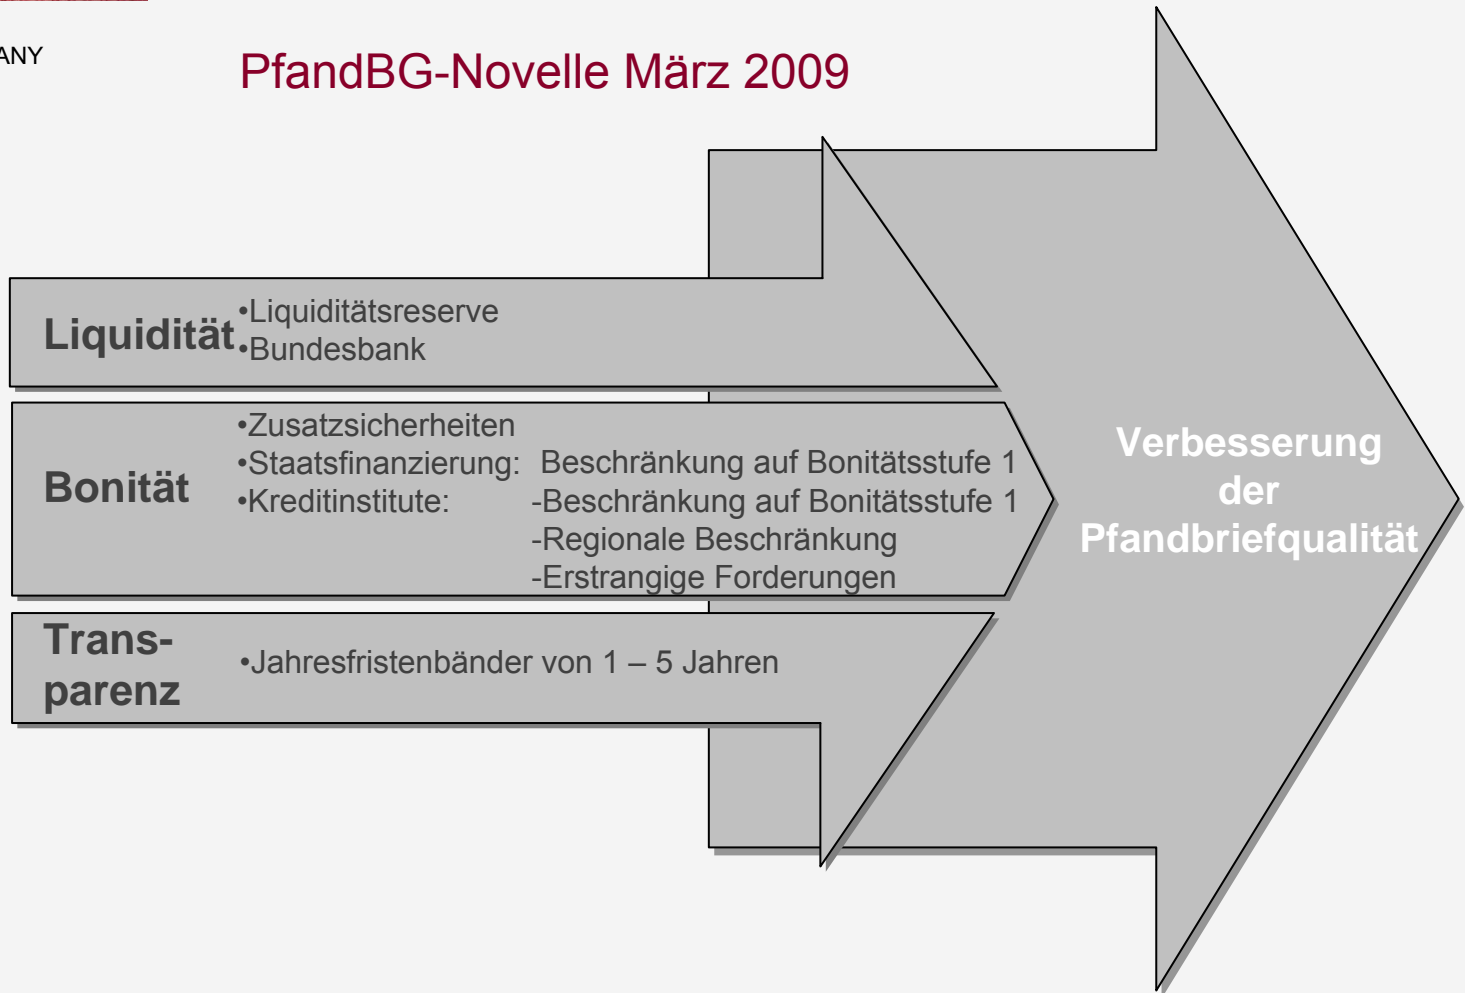 ANY
PfandBG-Novelle März 2009
Liquidität
•Liquiditätsreserve
•Bundesbank
Bonität
•Zusatzsicherheiten
•Staatsfinanzierung: Beschränkung auf Bonitätsstufe 1
•Kreditinstitute: -Beschränkung auf Bonitätsstufe 1
-Regionale Beschränkung
-Erstrangige Forderungen
Trans-
parenz
•Jahresfristenbänder von 1 – 5 Jahren
Verbesserung
der
Pfandbriefqualität